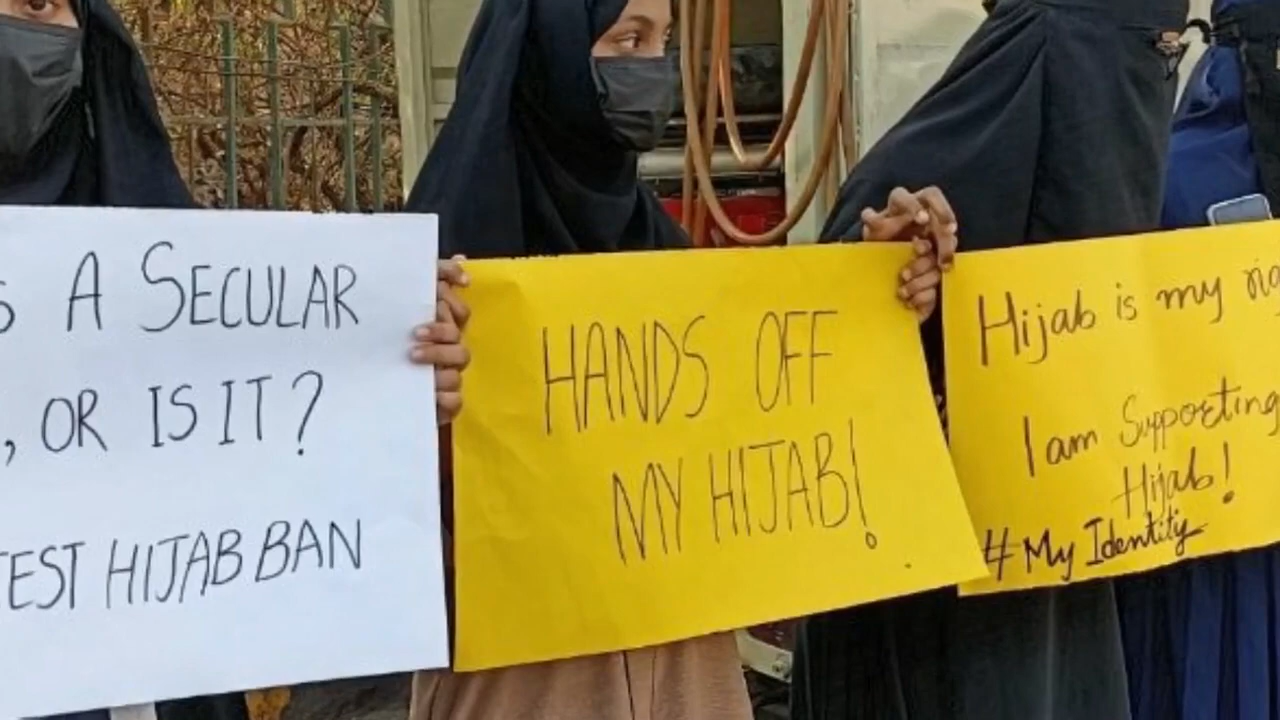 A SECULAR
, OR IS IT?
TEST HIJAB BAN
HANDS OFF
MY HIJAB!
Hijab is my
I am Supporting
Hijab!
#My Identity